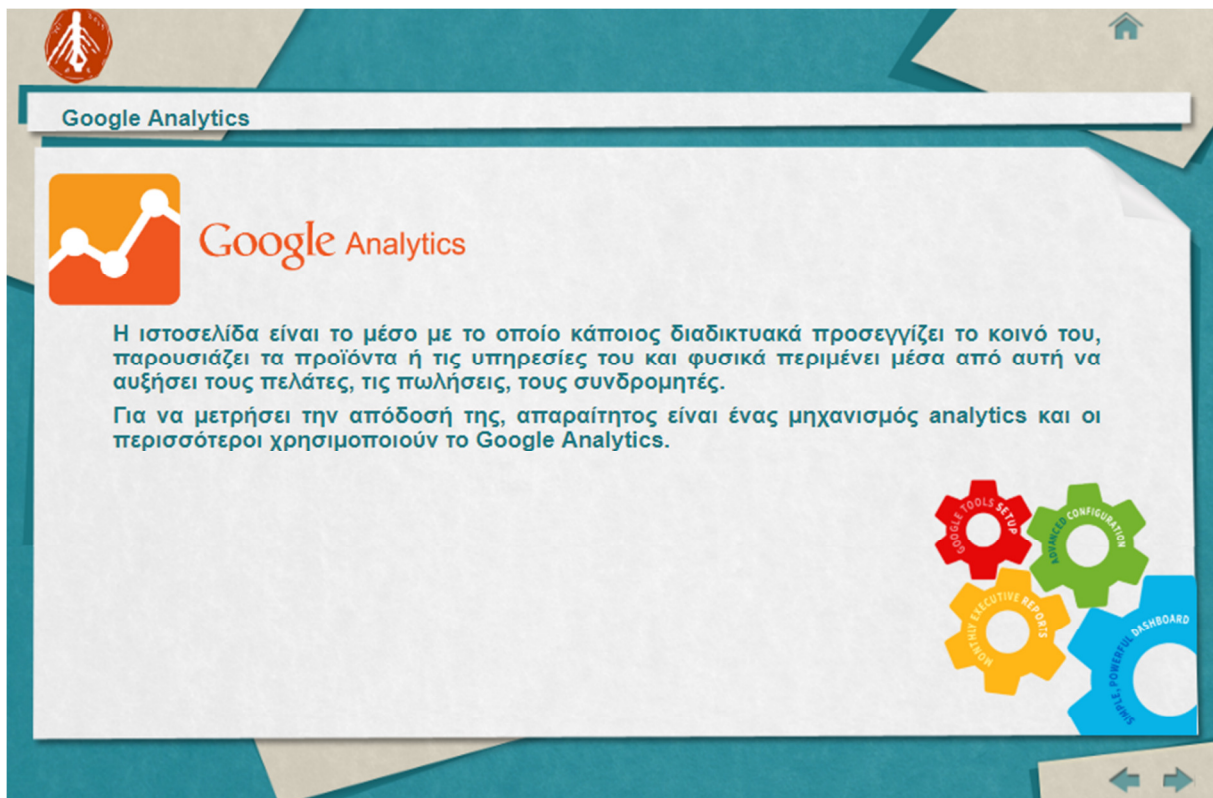 Google Analytics
Google Analytics
Η ιστοσελίδα είναι το μέσο με το οποίο κάποιος διαδικτυακά προσεγγίζει το κοινό του,
παρουσιάζει τα προϊόντα ή τις υπηρεσίες του και φυσικά περιμένει μέσα από αυτή να
αυξήσει τους πελάτες, τις πωλήσεις, τους συνδρομητές.
Για να μετρήσει την απόδοσή της, απαραίτητος είναι ένας μηχανισμός analytics και οι
περισσότεροι χρησιμοποιούν το Google Analytics.
GOOGLE TOOLS SETUP
ADVANCED CONFIGURATION
MONTHLY EXECUTIVE REPORTS
SIMPLE, POWERFUL DASHBOARD